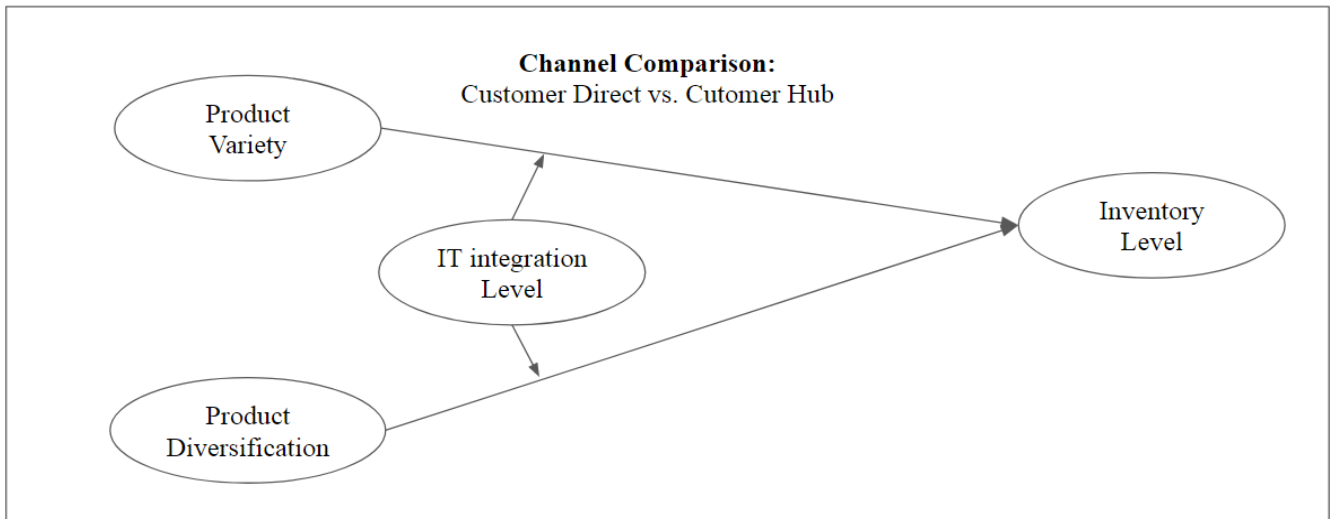 Channel Comparison:
Customer Direct vs. Cutomer Hub
Product
Variety
IT integration
Level
Inventory
Level
Product
Diversification